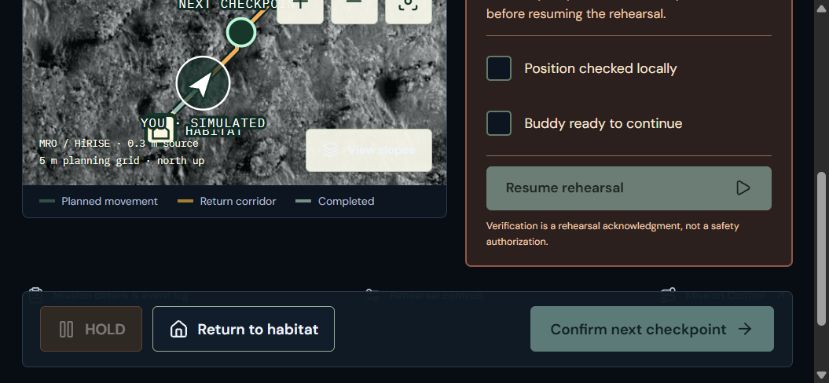 NEXT CHECKPO
YOU · SIMULATED
HABITAT
MRO / HiRISE · 0.3 m source
5 m planning grid · north up
View slopes
Planned movement
Return corridor
Completed
before resuming the rehearsal.
Position checked locally
Buddy ready to continue
Resume rehearsal
Verification is a rehearsal acknowledgment, not a safety
authorization.
HOLD
Return to habitat
Confirm next checkpoint